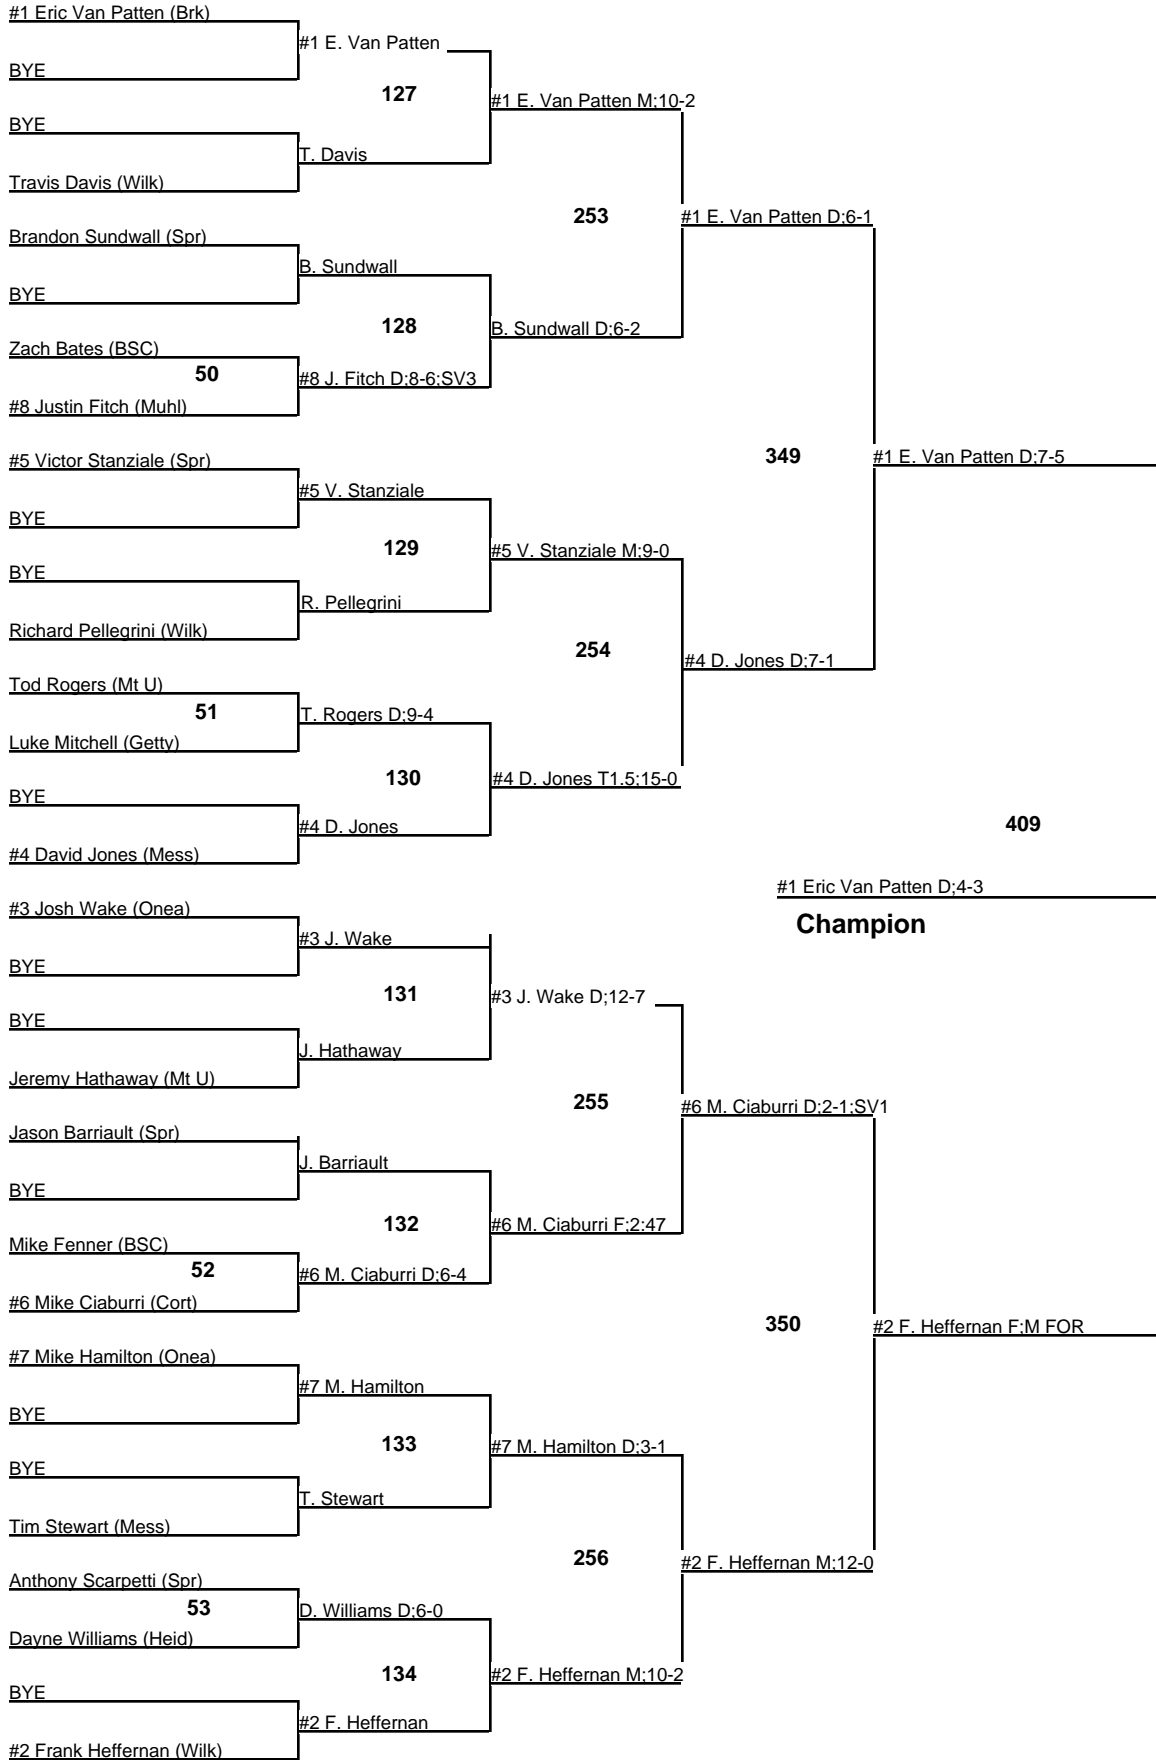 #1 Eric Van Patten (Brk)
#1 E. Van Patten
BYE
127
#1 E. Van Patten M;10-2
BYE
T. Davis
Travis Davis (Wilk)
253
#1 E. Van Patten D;6-1
Brandon Sundwall (Spr)
B. Sundwall
BYE
128
B. Sundwall D;6-2
Zach Bates (BSC)
50
#8 J. Fitch D;8-6;SV3
#8 Justin Fitch (Muhl)
349
#1 E. Van Patten D;7-5
#5 Victor Stanziale (Spr)
#5 V. Stanziale
BYE
129
#5 V. Stanziale M;9-0
BYE
R. Pellegrini
Richard Pellegrini (Wilk)
254
#4 D. Jones D;7-1
Tod Rogers (Mt U)
51
T. Rogers D;9-4
Luke Mitchell (Getty)
130
#4 D. Jones T1.5;15-0
BYE
#4 D. Jones
409
#4 David Jones (Mess)
#1 Eric Van Patten D;4-3
Champion
#3 Josh Wake (Onea)
#3 J. Wake
BYE
131
#3 J. Wake D;12-7
BYE
J. Hathaway
Jeremy Hathaway (Mt U)
255
#6 M. Ciaburri D;2-1;SV1
Jason Barriault (Spr)
J. Barriault
BYE
132
#6 M. Ciaburri F;2:47
Mike Fenner (BSC)
52
#6 M. Ciaburri D;6-4
#6 Mike Ciaburri (Cort)
350
#2 F. Heffernan F;M FOR
#7 Mike Hamilton (Onea)
#7 M. Hamilton
BYE
133
#7 M. Hamilton D;3-1
BYE
T. Stewart
Tim Stewart (Mess)
256
#2 F. Heffernan M;12-0
Anthony Scarpetti (Spr)
53
D. Williams D;6-0
Dayne Williams (Heid)
134
#2 F. Heffernan M;10-2
BYE
#2 F. Heffernan
#2 Frank Heffernan (Wilk)